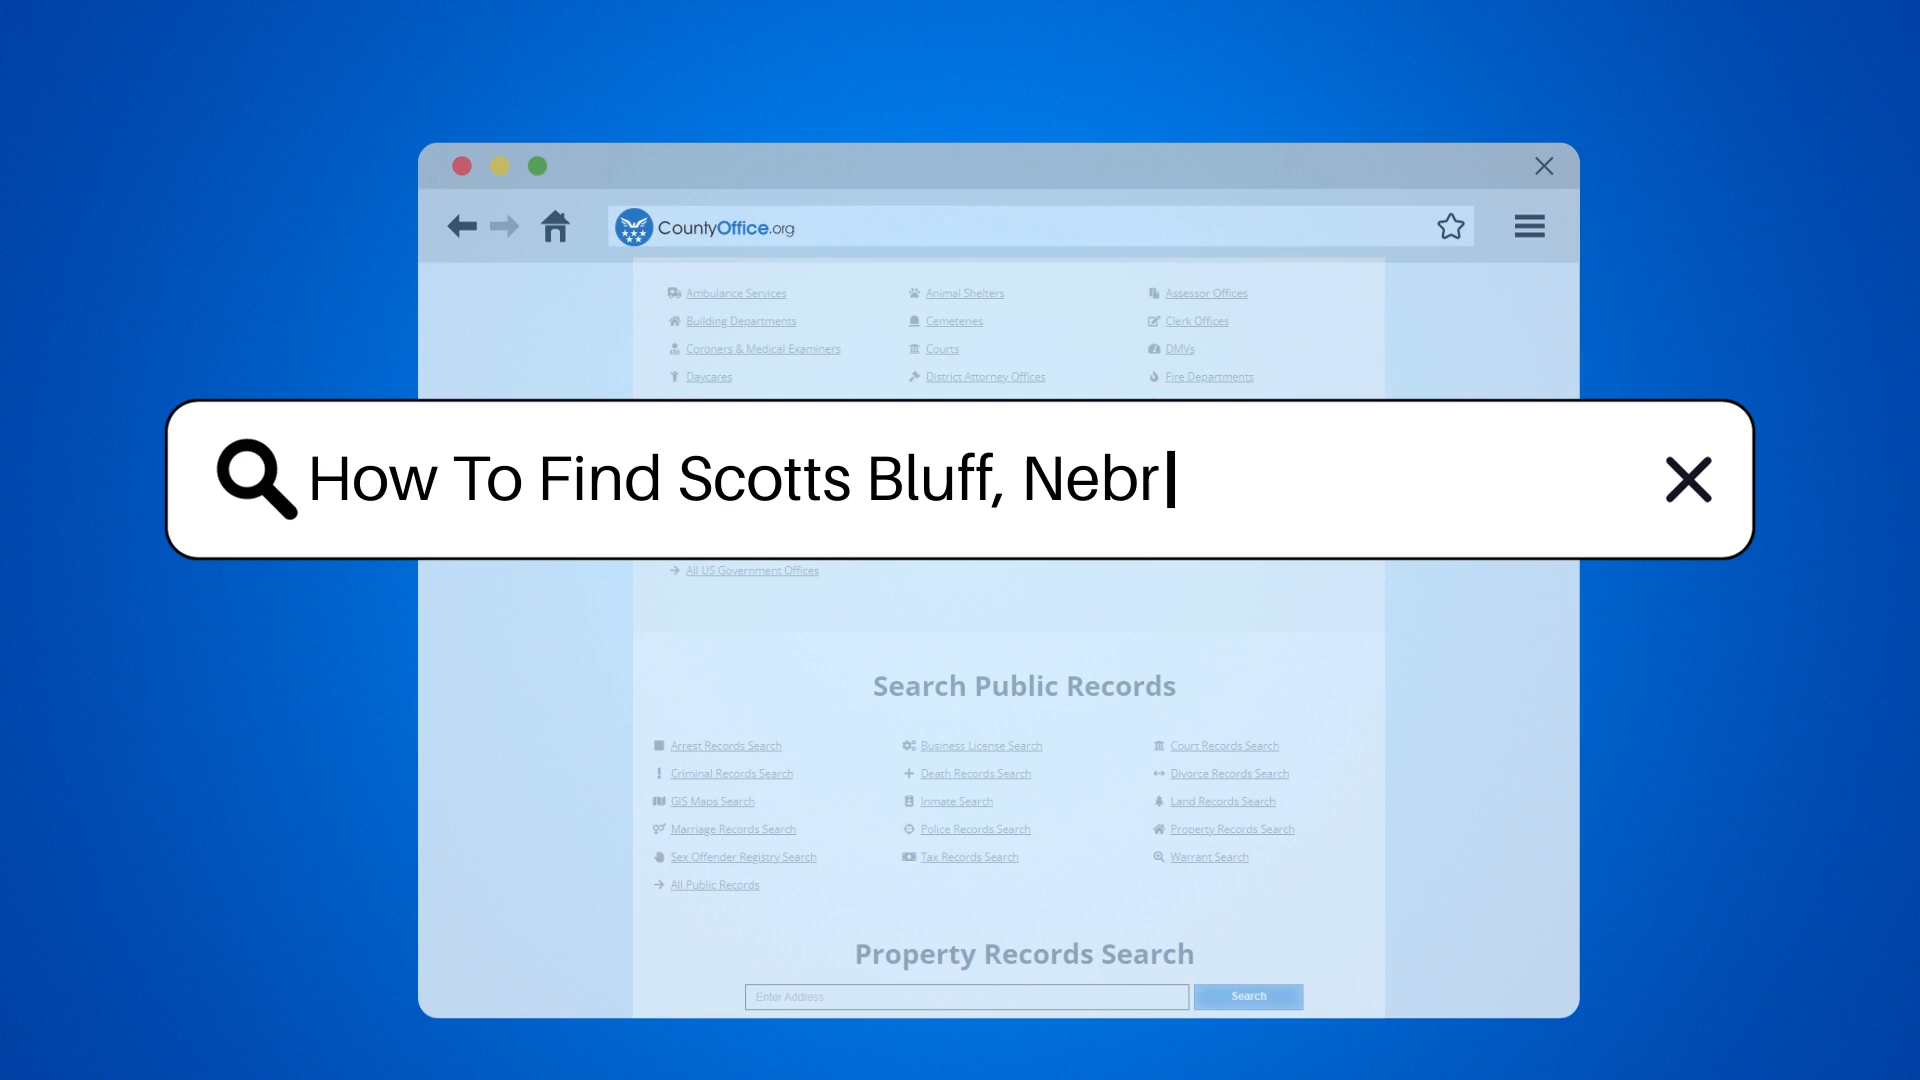 CountyOffice.org
Ambulance Services Animal Shelters Assessor Offices
Building Departments Cemeteries Clerk Offices
Coroners & Medical Examiners Courts DMVs
Daycares District Attorney Offices Fire Departments
How To Find Scotts Bluff, Nebr
All US Government Offices
Search Public Records
Arrest Records Search Business License Search Court Records Search
Criminal Records Search Death Records Search Divorce Records Search
GIS Maps Search Inmate Search Land Records Search
Marriage Records Search Police Records Search Property Records Search
Sex Offender Registry Search Tax Records Search Warrant Search
All Public Records
Property Records Search
Enter Address Search